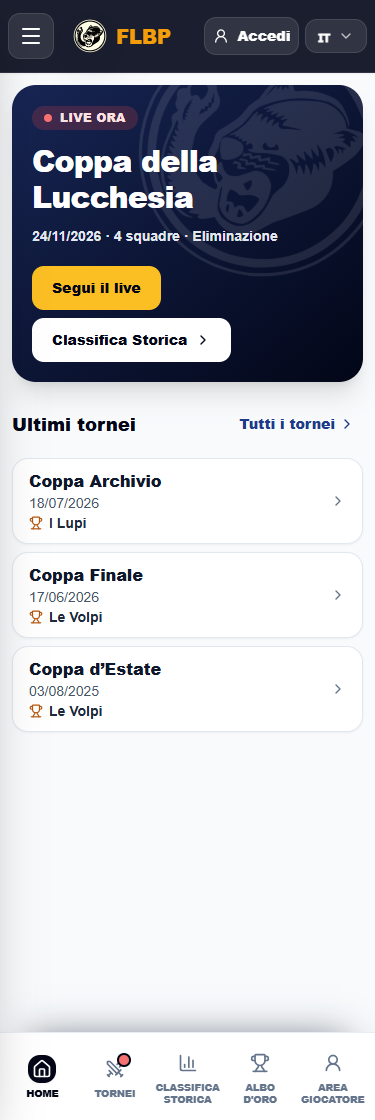 FLBP
Accedi
IT
LIVE ORA
Coppa della
Lucchesia
24/11/2026 · 4 squadre · Eliminazione
Segui il live
Classifica Storica
Ultimi tornei
Tutti i tornei
Coppa Archivio
18/07/2026
I Lupi
Coppa Finale
17/06/2026
Le Volpi
Coppa d’Estate
03/08/2025
Le Volpi
HOME
TORNEI
CLASSIFICA
STORICA
ALBO
D'ORO
AREA
GIOCATORE